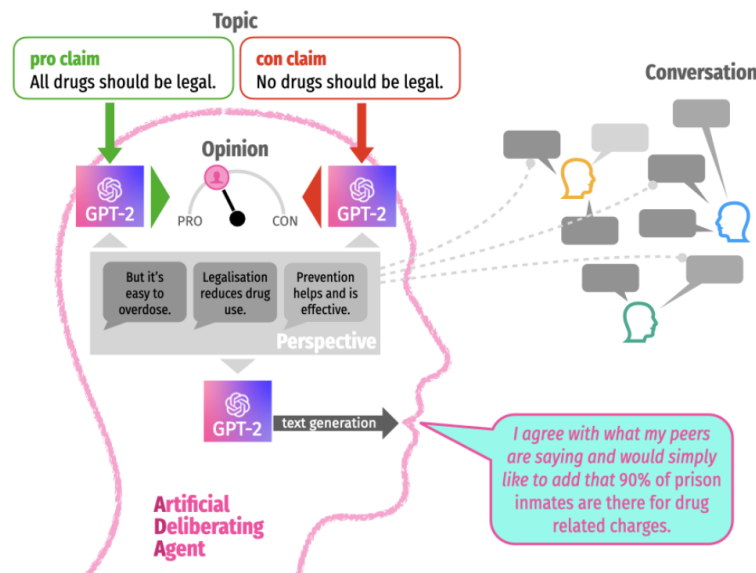 Topic
pro claim
All drugs should be legal.
con claim
No drugs should be legal.
Conversation
Opinion
GPT-2
PRO
CON
GPT-2
But it's
easy to
overdose.
Legalisation
reduces drug
use.
Prevention
helps and is
effective.
Perspective
GPT-2
text generation
I agree with what my peers
are saying and would simply
like to add that 90% of prison
inmates are there for drug
related charges.
Artificial
Deliberating
Agent